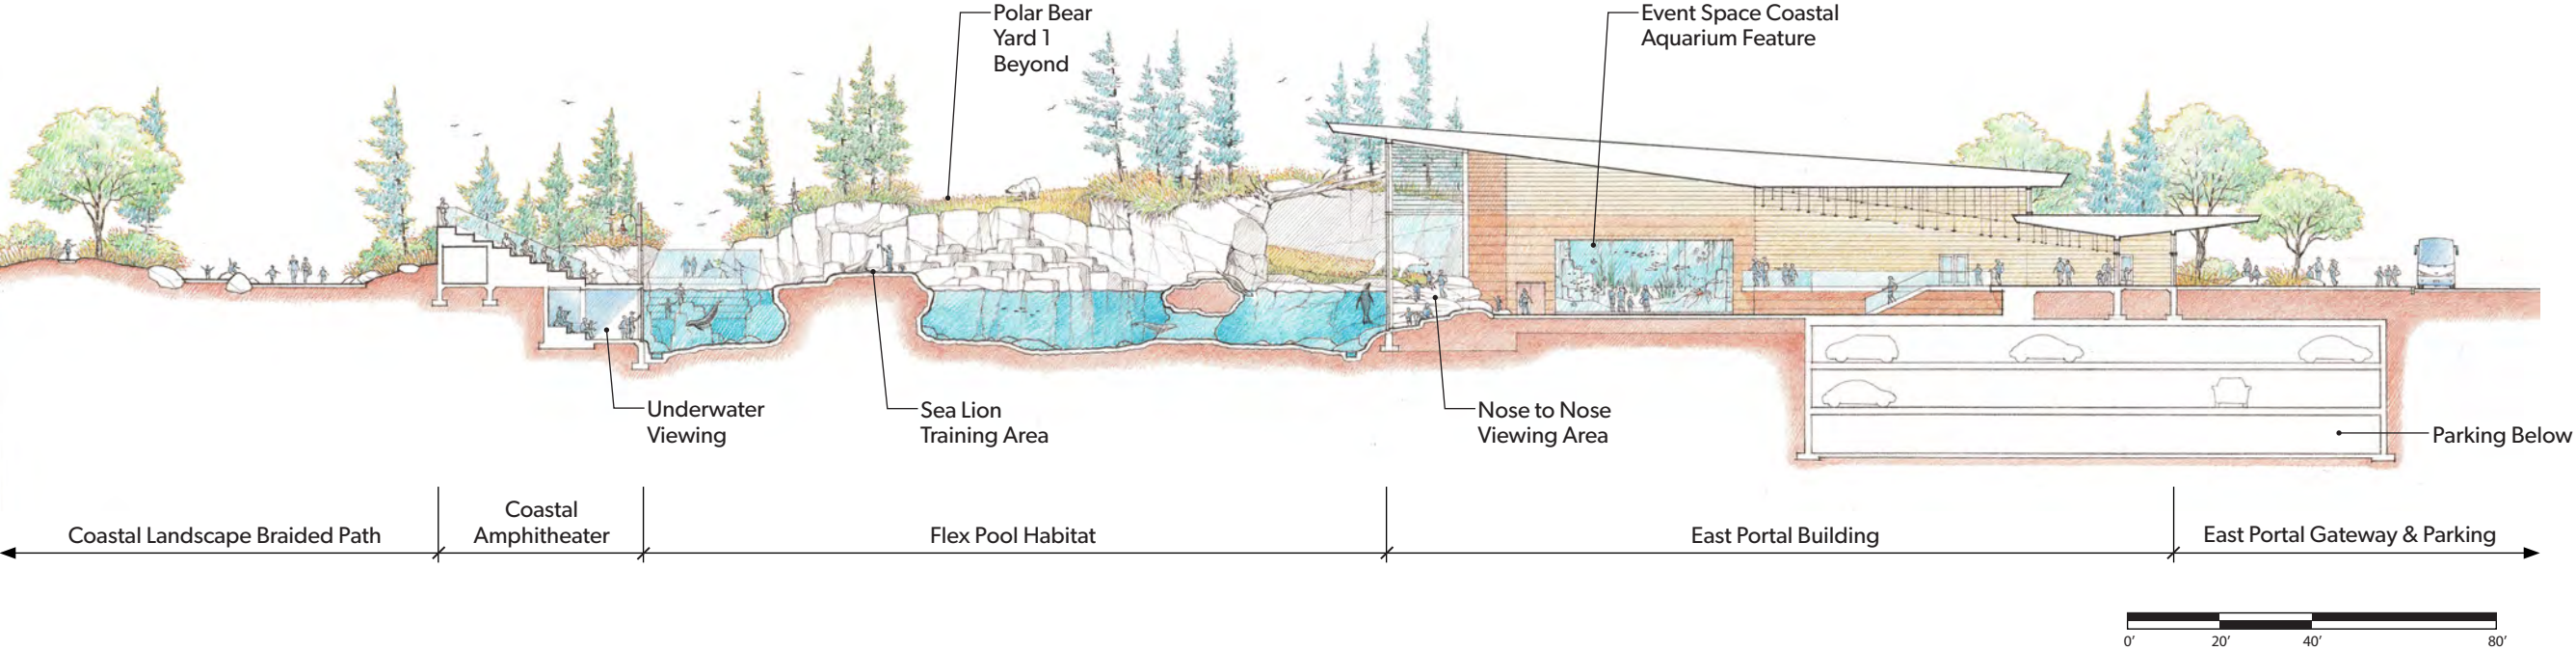 Polar Bear
Yard 1
Beyond
Event Space Coastal
Aquarium Feature
Underwater
Viewing
Sea Lion
Training Area
Nose to Nose
Viewing Area
Parking Below
Coastal Landscape Braided Path
Coastal
Amphitheater
Flex Pool Habitat
East Portal Building
East Portal Gateway & Parking
0′ 20′ 40′ 80′